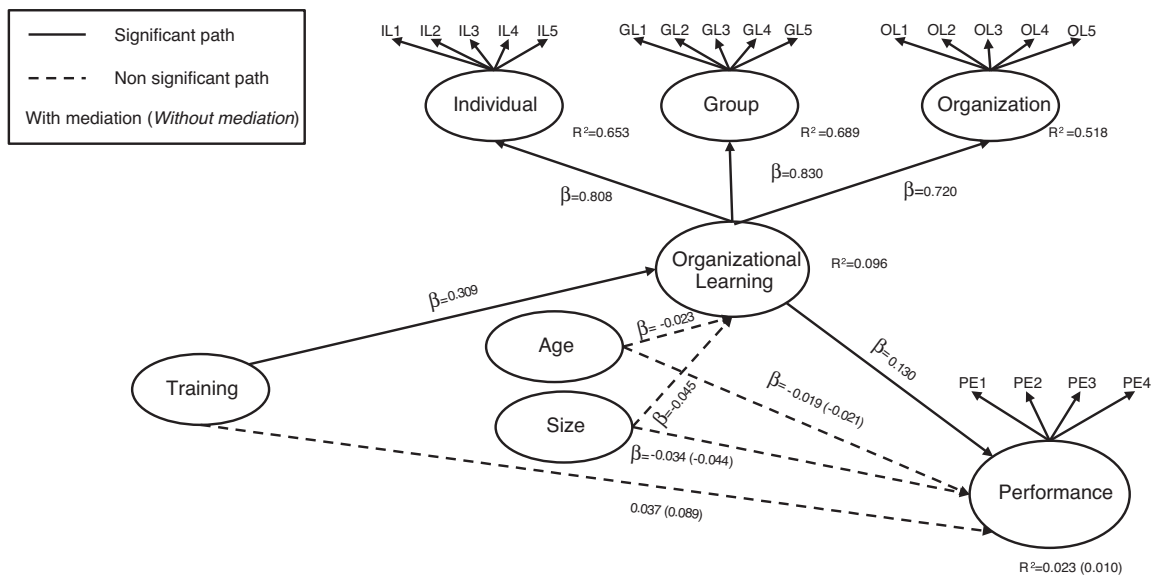 Significant path
Non significant path
With mediation (Without mediation)
IL1 IL2 IL3 IL4 IL5
GL1 GL2 GL3 GL4 GL5
OL1 OL2 OL3 OL4 OL5
Individual
Group
Organization
R²=0.653
R²=0.689
R²=0.518
β=0.808
β=0.830
β=0.720
Organizational
Learning
R²=0.096
β=0.309
β= -0.023
Age
Training
Size
β=-0.045
β=0.130
β= -0.019 (-0.021)
β=-0.034 (-0.044)
0.037 (0.089)
PE1 PE2 PE3 PE4
Performance
R²=0.023 (0.010)